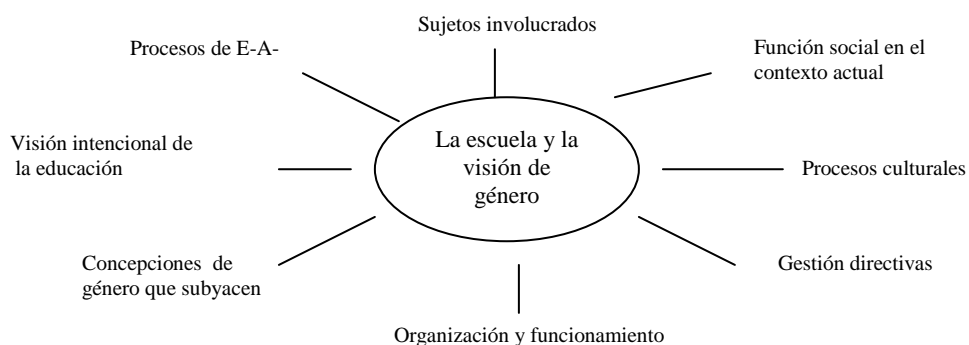 Sujetos involucrados
Procesos de E-A-
Función social en el
contexto actual
Visión intencional de
la educación
La escuela y la
visión de
género
Procesos culturales
Concepciones de
género que subyacen
Gestión directivas
Organización y funcionamiento